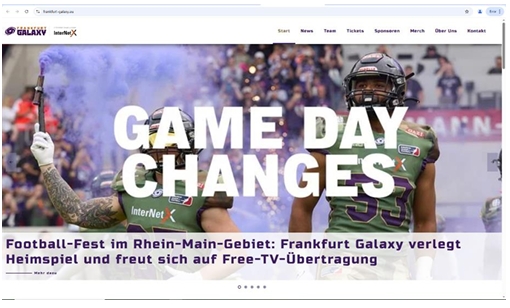 frankfurt-galaxy.eu
FRANKFURT
GALAXY
InterNetX
Start News Team Tickets Sponsoren Merch Über Uns Kontakt
GAME DAY
CHANGES
InterNetX
33
MANN
Football-Fest im Rhein-Main-Gebiet: Frankfurt Galaxy verlegt
Heimspiel und freut sich auf Free-TV-Übertragung
Mehr dazu